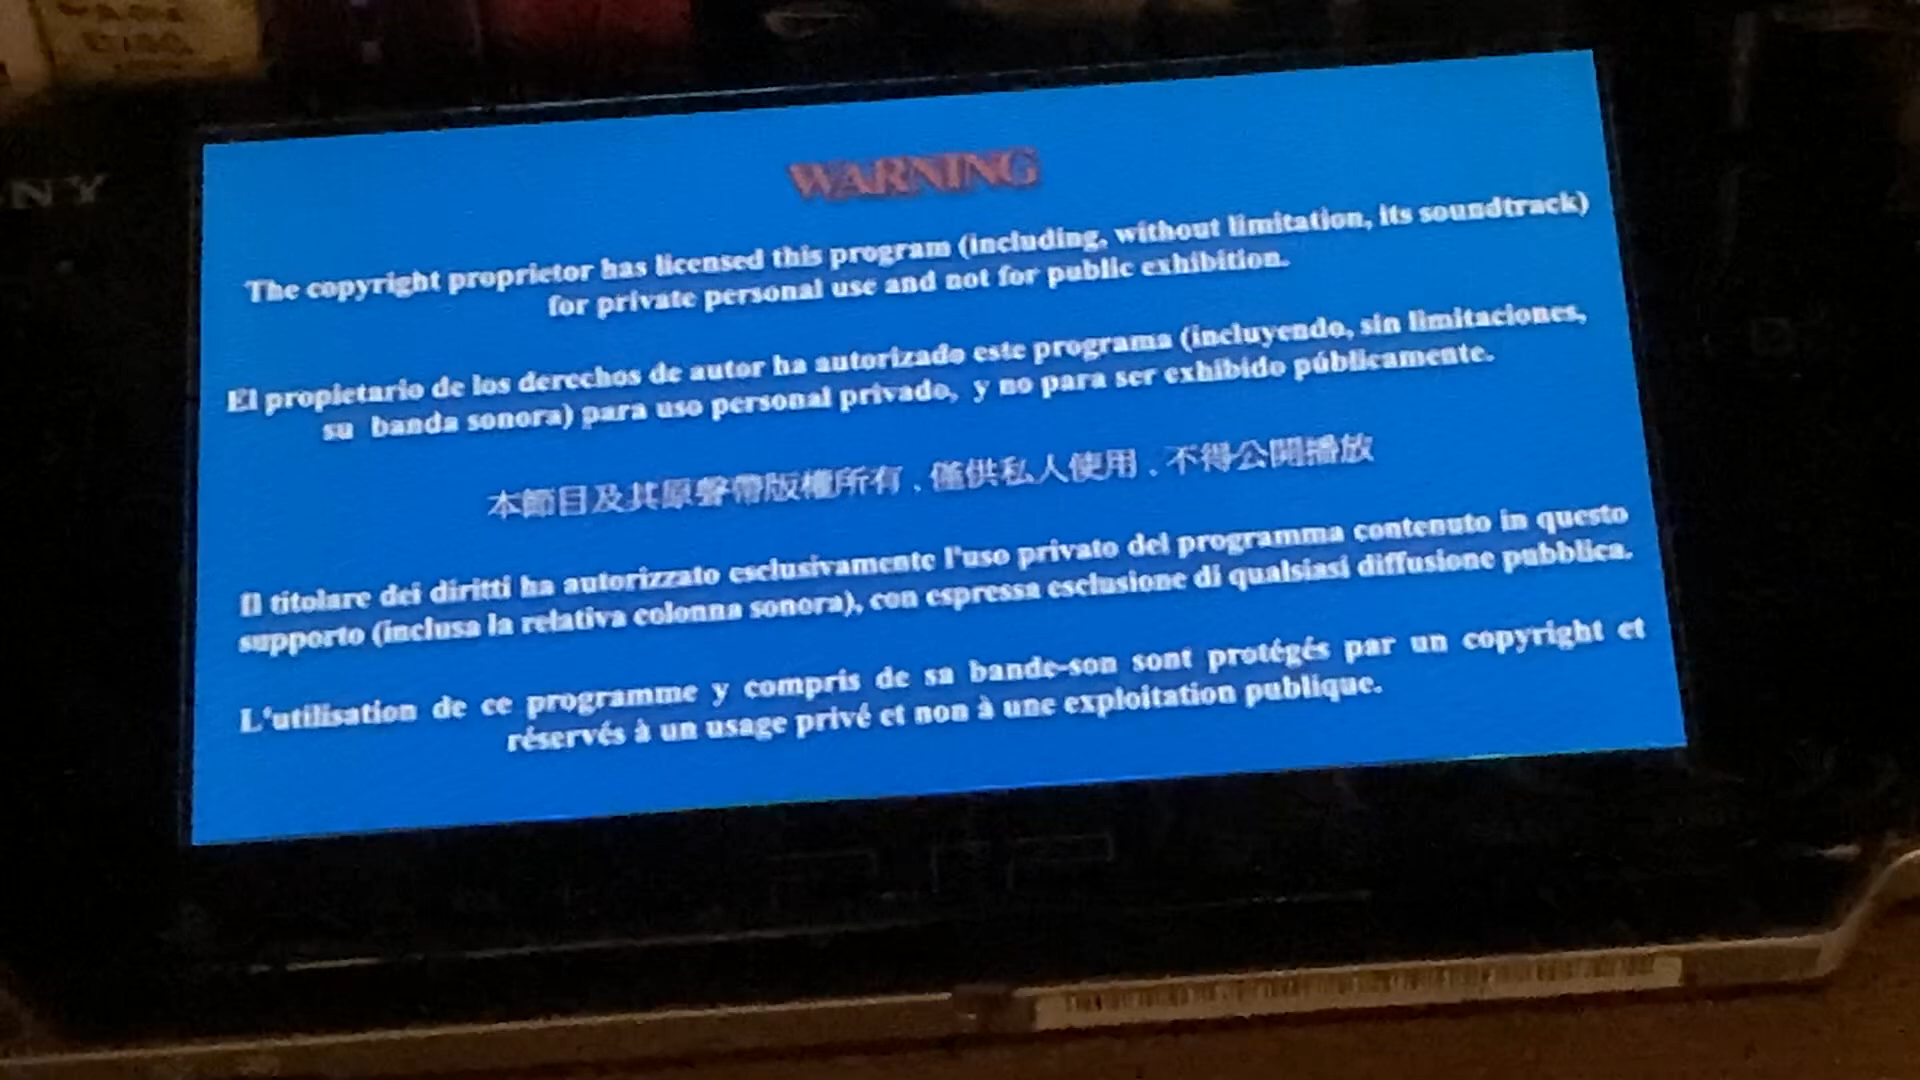 NY
WARNING
The copyright proprietor has licensed this program (including, without limitation, its soundtrack)
for private personal use and not for public exhibition.
El propietario de los derechos de autor ha autorizado este programa (incluyendo, sin limitaciones,
su banda sonora) para uso personal privado, y no para ser exhibido públicamente.
本節目及其原聲帶版權所有﹐僅供私人使用﹐不得公開播放
Il titolare dei diritti ha autorizzato esclusivamente l'uso privato del programma contenuto in questo
supporto (inclusa la relativa colonna sonora), con espressa esclusione di qualsiasi diffusione pubblica.
L'utilisation de ce programme y compris de sa bande-son sont protégés par un copyright et
réservés à un usage privé et non à une exploitation publique.